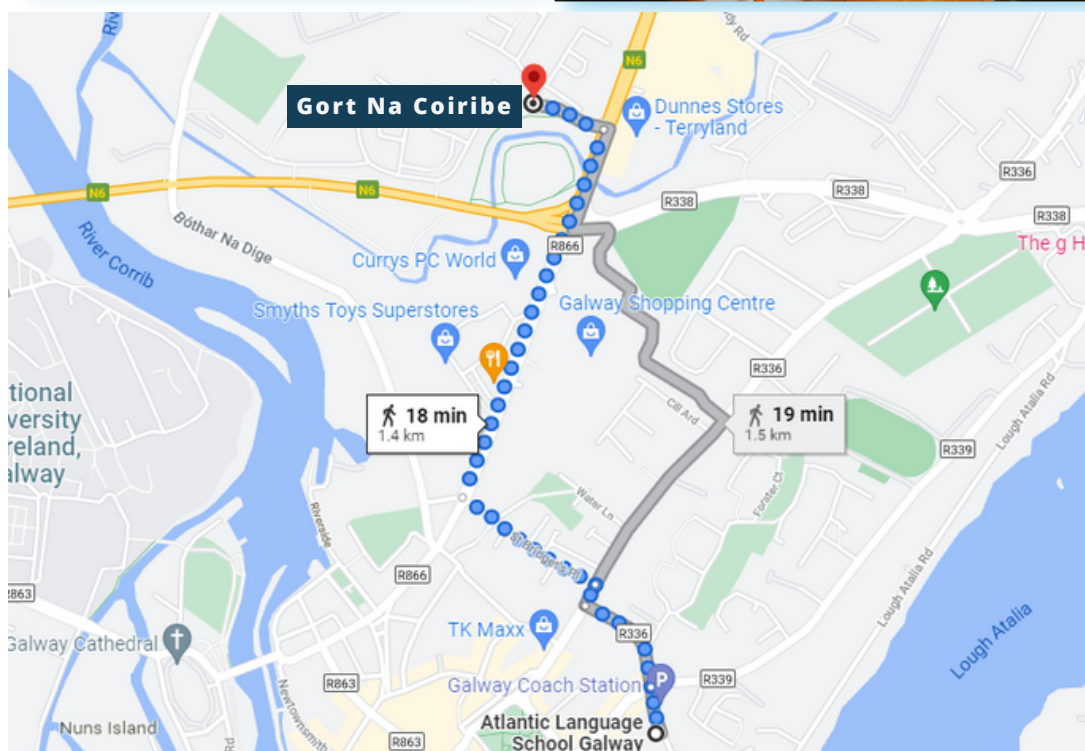 N6
Gort Na Coiribe
Dunnes Stores
- Terryland
N6
N6
R338
R338
R336
R338
Bóthar Na Dige
River Corrib
R866
Currys PC World
The g H
Smyths Toys Superstores
Galway Shopping Centre
R336
18 min
1.4 km
Cill Ard
19 min
1.5 km
Lough Atalia Rd
R339
tional
versity
reland,
alway
Forster Ct
Water Ln
Riverside
St Bridget's Pl
R866
R863
Lough Atalia Rd
Lough Atalia
TK Maxx
R336
Galway Cathedral
R863
Galway Coach Station
P
R339
Newtownsmith
Atlantic Language
School Galway
Nuns Island
R863